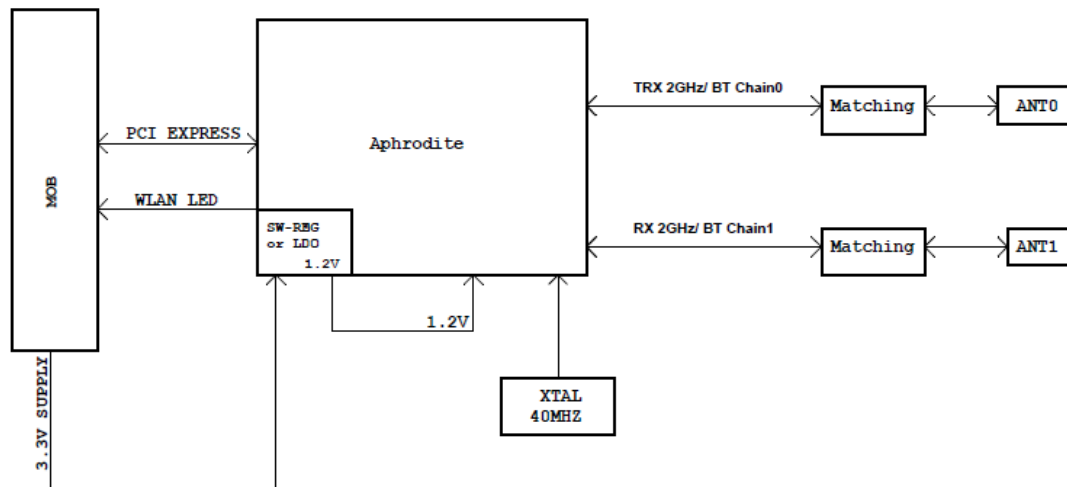 MOB
PCI EXPRESS
WLAN LED
3.3V SUPPLY
Aphrodite
SW-REG
or LDO
1.2V
1.2V
XTAL
40MHZ
TRX 2GHz/ BT Chain0
Matching
ANT0
RX 2GHz/ BT Chain1
Matching
ANT1